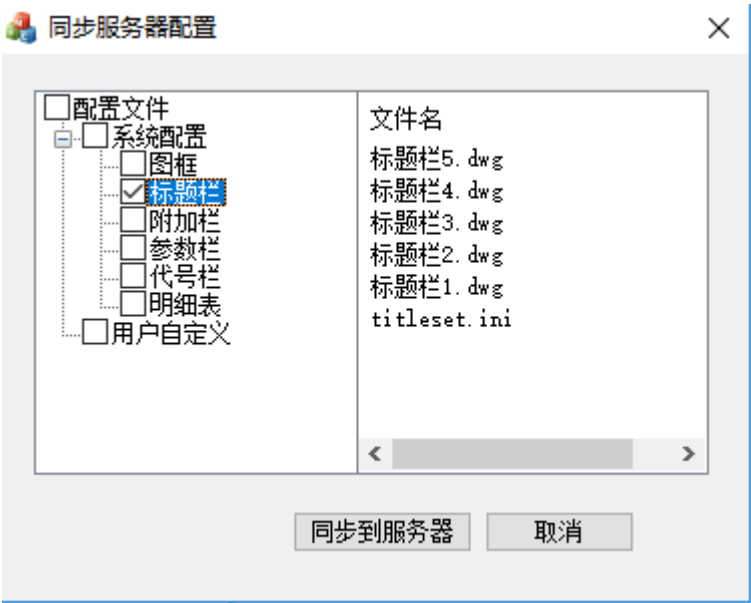 同步服务器配置
配置文件
系统配置
图框
标题栏
附加栏
参数栏
代号栏
明细表
用户自定义
文件名
标题栏5.dwg
标题栏4.dwg
标题栏3.dwg
标题栏2.dwg
标题栏1.dwg
titleset.ini
同步到服务器
取消